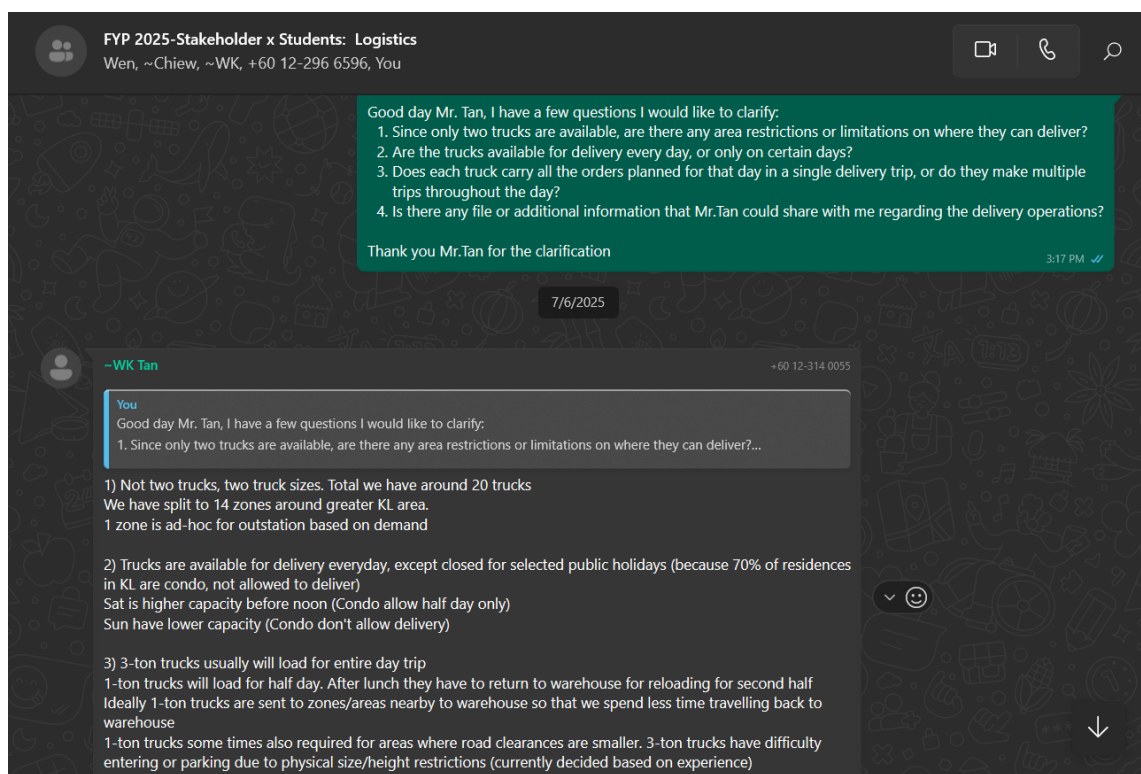 FYP 2025-Stakeholder x Students:  Logistics
Wen, ~Chiew, ~WK, +60 12-296 6596, You
Good day Mr. Tan, I have a few questions I would like to clarify:
1. Since only two trucks are available, are there any area restrictions or limitations on where they can deliver?
2. Are the trucks available for delivery every day, or only on certain days?
3. Does each truck carry all the orders planned for that day in a single delivery trip, or do they make multiple
trips throughout the day?
4. Is there any file or additional information that Mr.Tan could share with me regarding the delivery operations?
Thank you Mr.Tan for the clarification
3:17 PM
7/6/2025
~WK Tan
+60 12-314 0055
You
Good day Mr. Tan, I have a few questions I would like to clarify:
1. Since only two trucks are available, are there any area restrictions or limitations on where they can deliver?...
1) Not two trucks, two truck sizes. Total we have around 20 trucks
We have split to 14 zones around greater KL area.
1 zone is ad-hoc for outstation based on demand
2) Trucks are available for delivery everyday, except closed for selected public holidays (because 70% of residences
in KL are condo, not allowed to deliver)
Sat is higher capacity before noon (Condo allow half day only)
Sun have lower capacity (Condo don't allow delivery)
3) 3-ton trucks usually will load for entire day trip
1-ton trucks will load for half day. After lunch they have to return to warehouse for reloading for second half
Ideally 1-ton trucks are sent to zones/areas nearby to warehouse so that we spend less time travelling back to
warehouse
1-ton trucks some times also required for areas where road clearances are smaller. 3-ton trucks have difficulty
entering or parking due to physical size/height restrictions (currently decided based on experience)